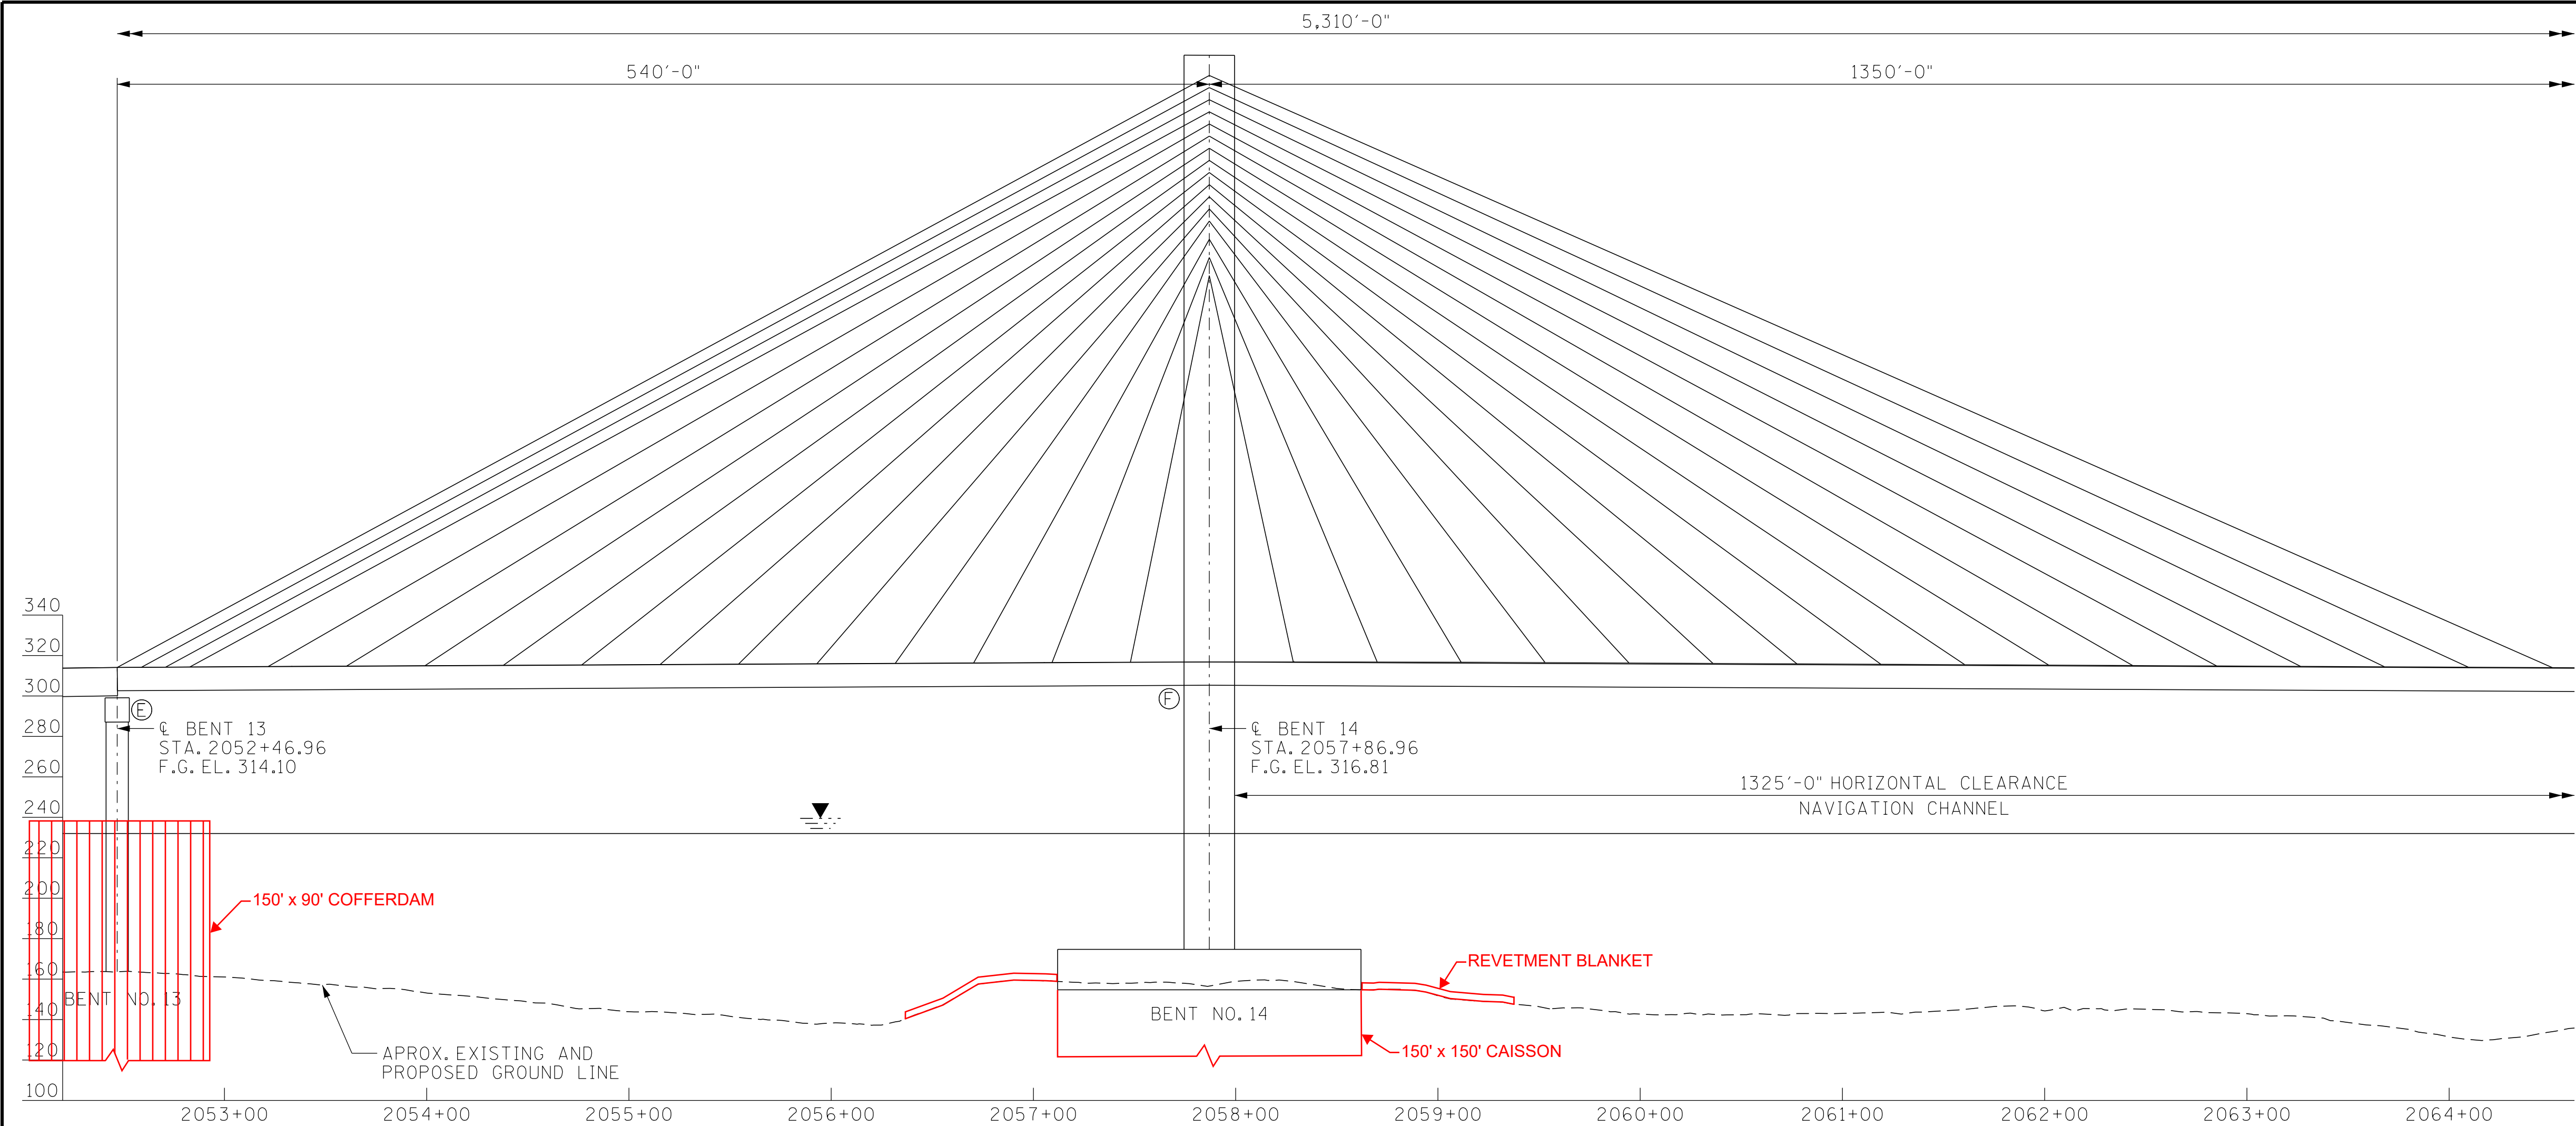 5,310'-0"
540'-0"
1350'-0"
340
320
300
280
260
240
220
200
180
160
140
120
100
E
F
℄ BENT 13
STA. 2052+46.96
F.G. EL. 314.10
℄ BENT 14
STA. 2057+86.96
F.G. EL. 316.81
1325'-0" HORIZONTAL CLEARANCE
NAVIGATION CHANNEL
150' x 90' COFFERDAM
REVETMENT BLANKET
BENT NO. 13
BENT NO. 14
150' x 150' CAISSON
APROX. EXISTING AND
PROPOSED GROUND LINE
2053+00
2054+00
2055+00
2056+00
2057+00
2058+00
2059+00
2060+00
2061+00
2062+00
2063+00
2064+00